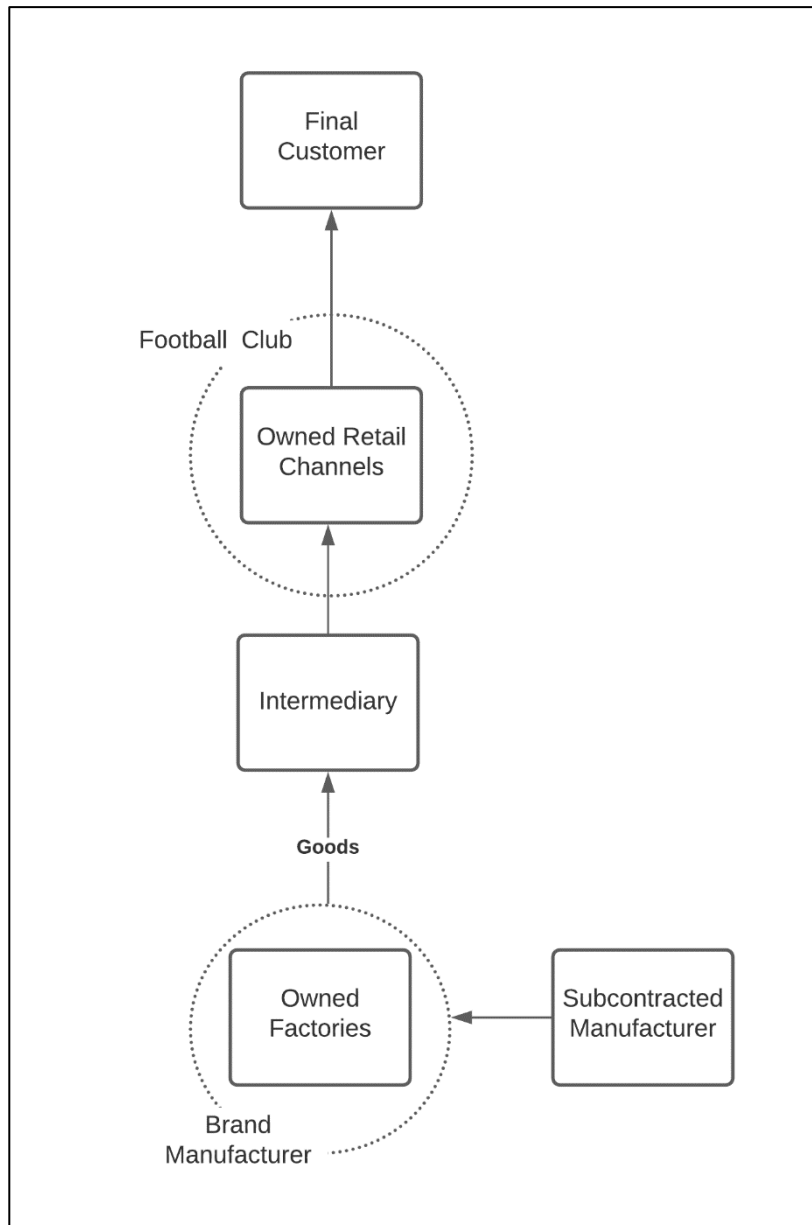 Final
Customer
Football Club
Owned Retail
Channels
Intermediary
Goods
Owned
Factories
Subcontracted
Manufacturer
Brand
Manufacturer